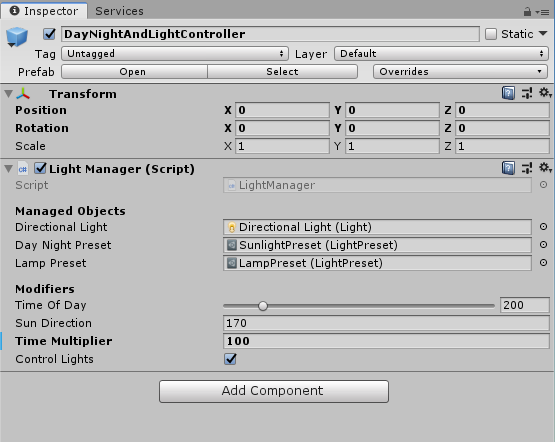 Inspector Services
DayNightAndLightController Static
Tag Untagged Layer Default
Prefab Open Select Overrides
Transform
Position X 0 Y 0 Z 0
Rotation X 0 Y 0 Z 0
Scale X 1 Y 1 Z 1
c# Light Manager (Script)
Script LightManager
Managed Objects
Directional Light Directional Light (Light)
Day Night Preset SunlightPreset (LightPreset)
Lamp Preset LampPreset (LightPreset)
Modifiers
Time Of Day 200
Sun Direction 170
Time Multiplier 100
Control Lights
Add Component